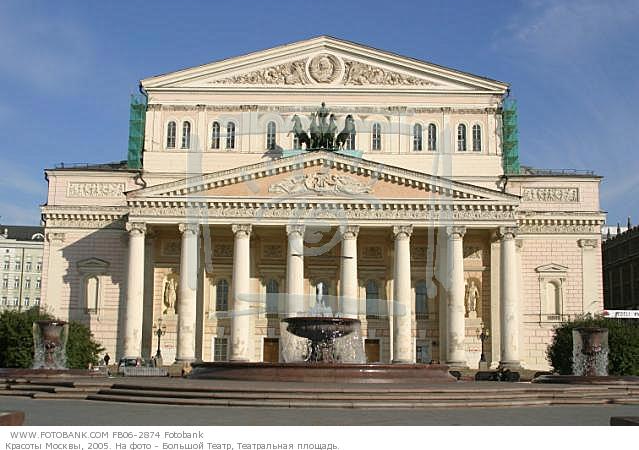 WWW.FOTOBANK.COM FB06-2874 Fotobank
Красоты Москвы, 2005. На фото - Большой Театр, Театральная площадь.